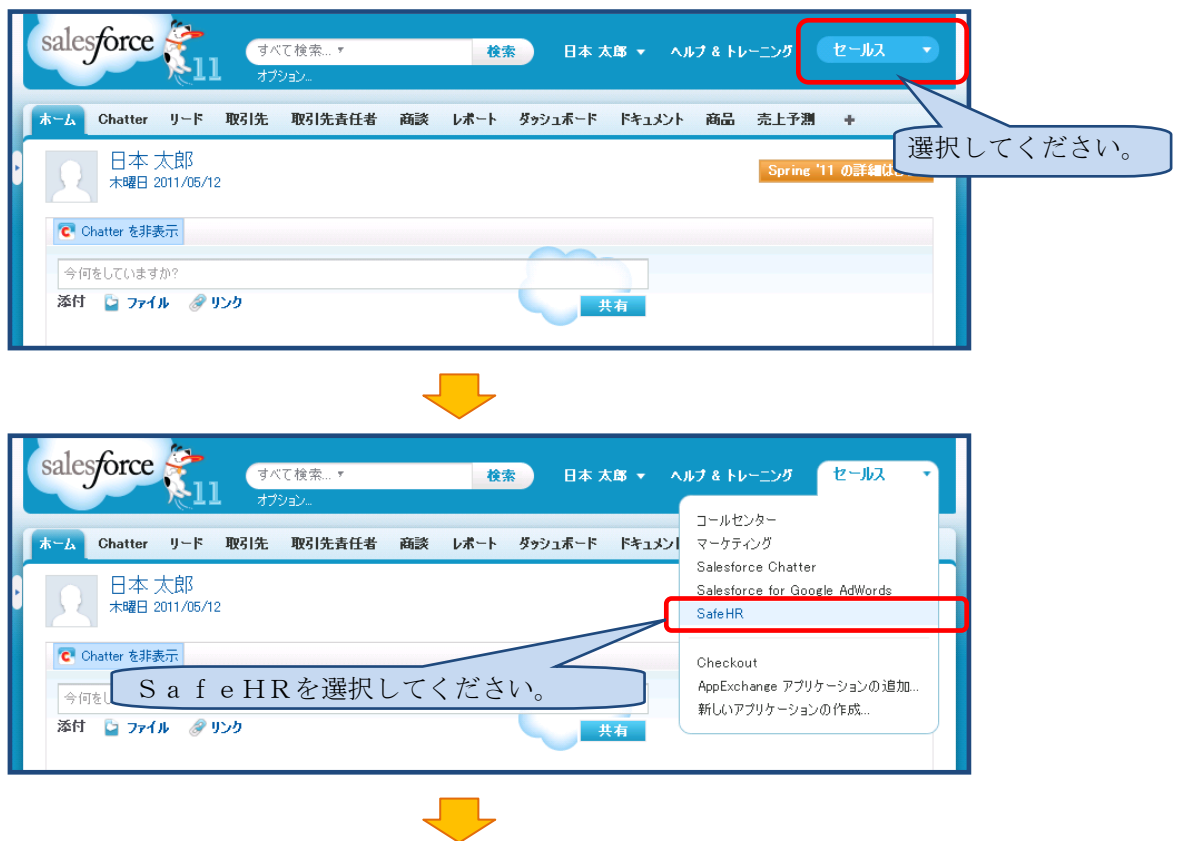 salesforce
11
すべて検索...
検索
日本 太郎
ヘルプ & トレーニング
セールス
オプション...
ホーム Chatter リード 取引先 取引先責任者 商談 レポート ダッシュボード ドキュメント 商品 売上予測 +
選択してください。
日本 太郎
木曜日 2011/05/12
Spring '11 の詳細は
Chatter を非表示
今何をしていますか?
添付 ファイル リンク
共有
salesforce
11
すべて検索...
検索
日本 太郎
ヘルプ & トレーニング
セールス
オプション...
ホーム Chatter リード 取引先 取引先責任者 商談 レポート ダッシュボード ドキュメント
コールセンター
マーケティング
Salesforce Chatter
Salesforce for Google AdWords
SafeHR
Checkout
AppExchange アプリケーションの追加...
新しいアプリケーションの作成...
日本 太郎
木曜日 2011/05/12
Chatter を非表示
ＳａｆｅＨＲを選択してください。
今何をし
添付 ファイル リンク
共有